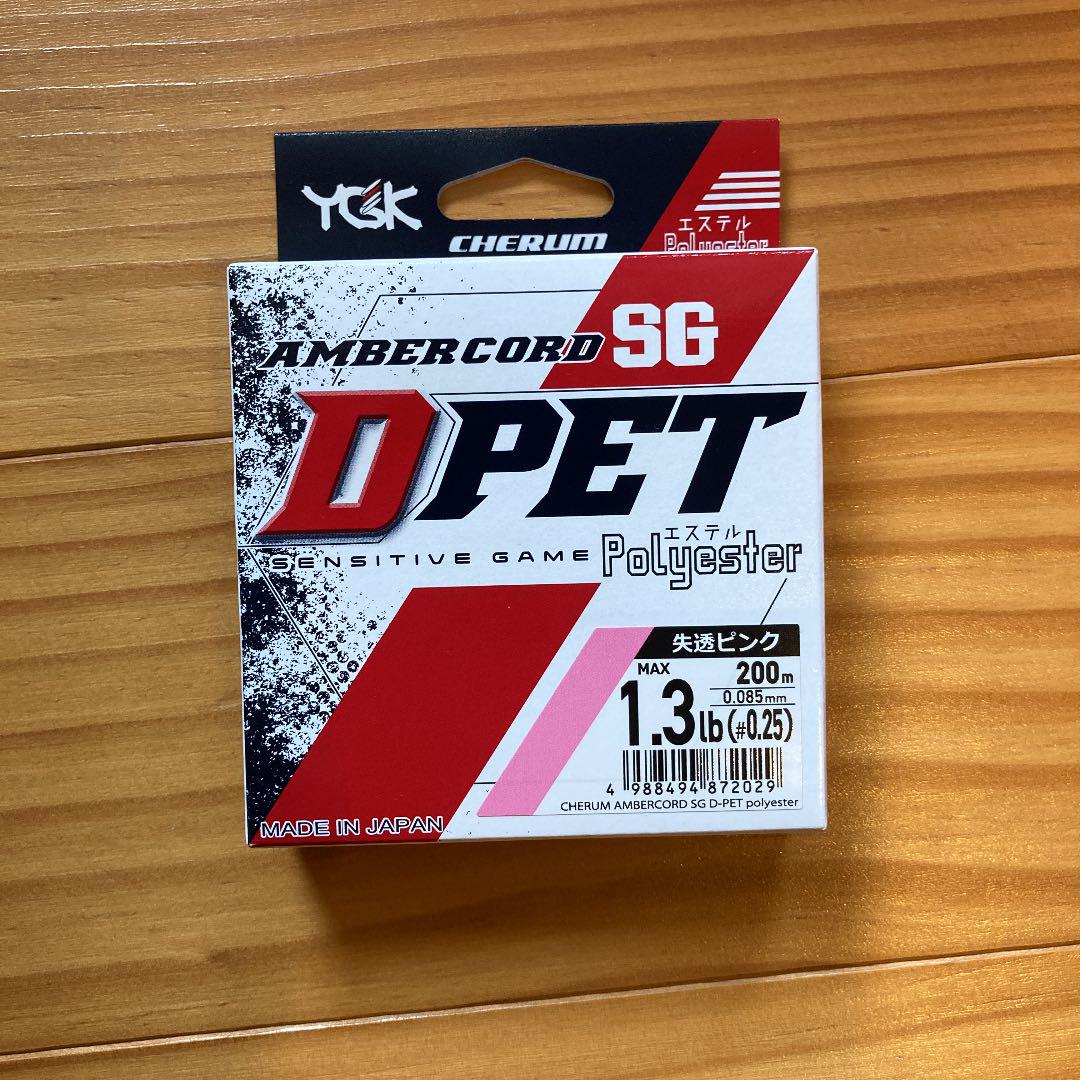 YGK
CHERUM
エステル
Polyester
AMBERCORD SG
DPET
SENSITIVE GAME
エステル
Polyester
失透ピンク
MAX
1.3lb(#0.25)
200m
0.085mm
4 988494 872029
CHERUM AMBERCORD SG D-PET polyester
MADE IN JAPAN